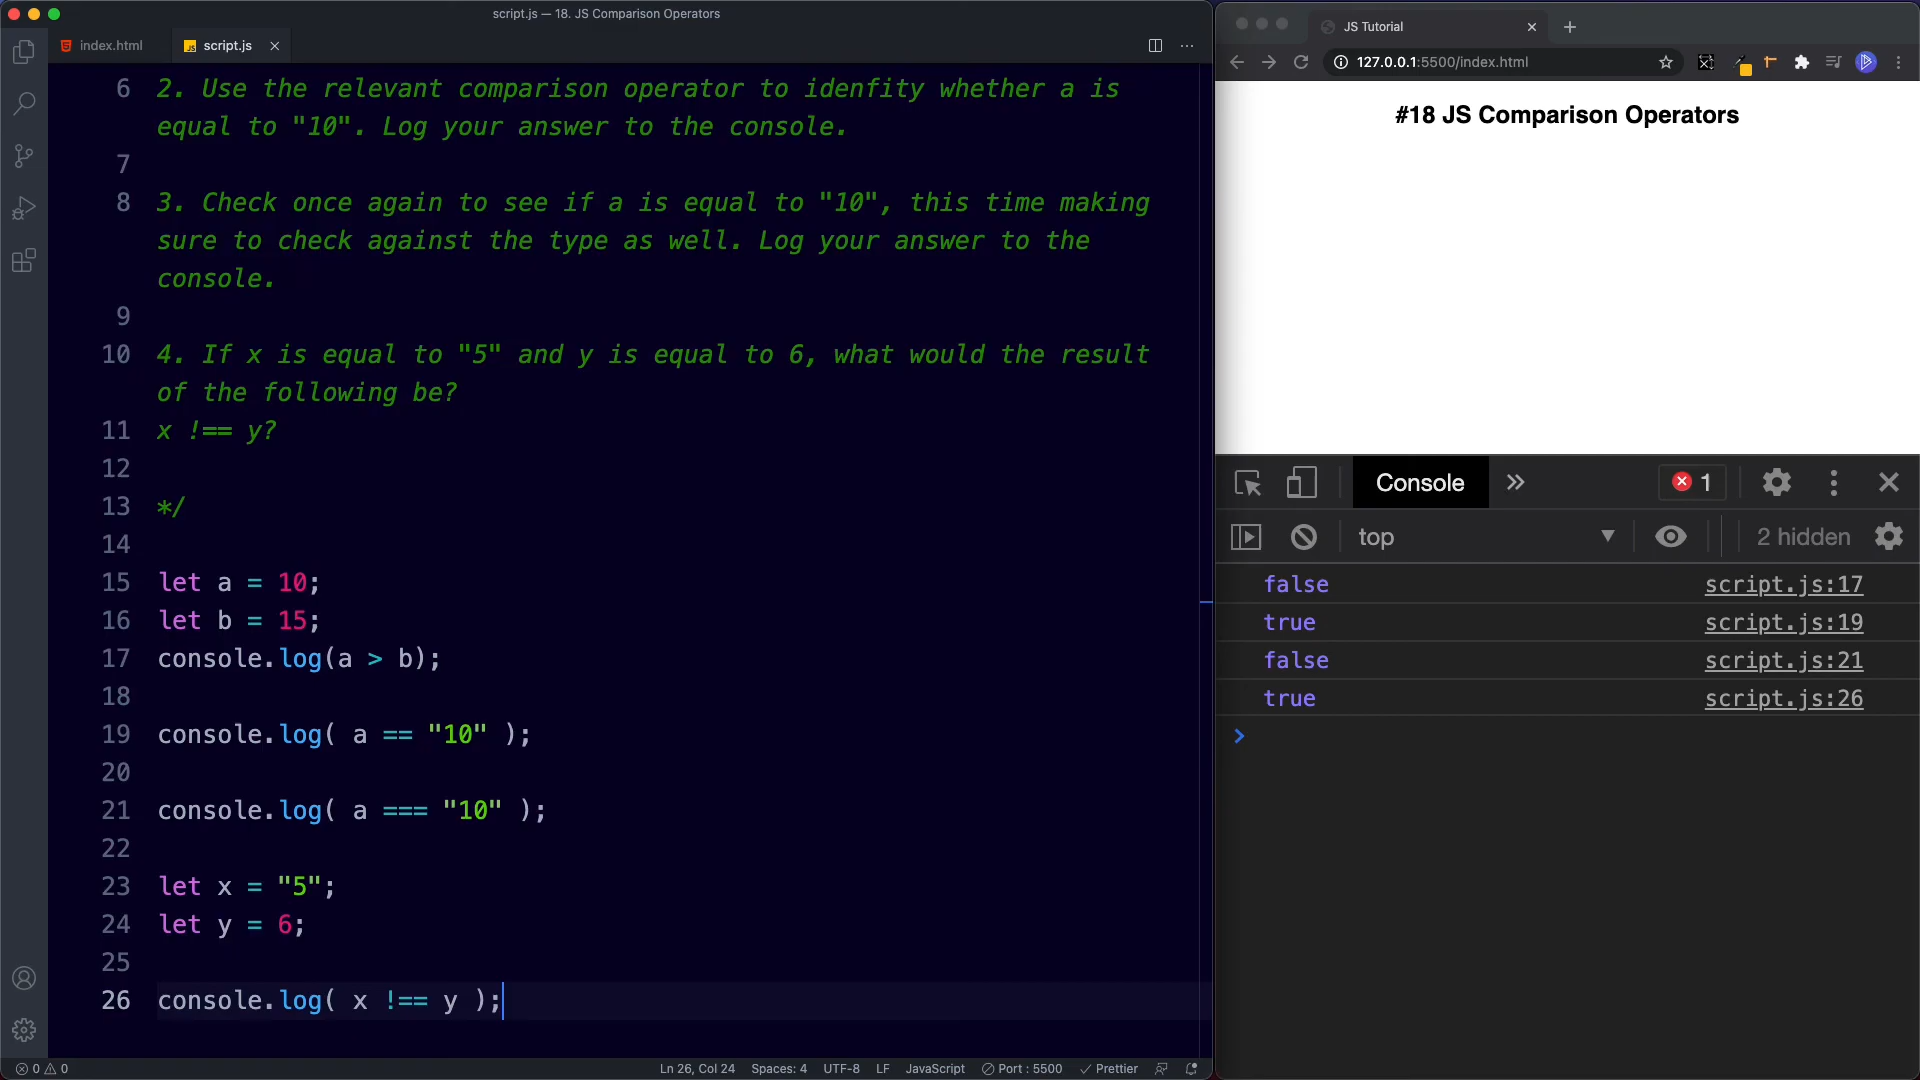 script.js — 18. JS Comparison Operators
index.html
script.js
6 2. Use the relevant comparison operator to idenfity whether a is
equal to "10". Log your answer to the console.
7
8 3. Check once again to see if a is equal to "10", this time making
sure to check against the type as well. Log your answer to the
console.
9
10 4. If x is equal to "5" and y is equal to 6, what would the result
of the following be?
11 x !== y?
12
13 */
14
15 let a = 10;
16 let b = 15;
17 console.log(a > b);
18
19 console.log( a == "10" );
20
21 console.log( a === "10" );
22
23 let x = "5";
24 let y = 6;
25
26 console.log( x !== y );
0 0
Ln 26, Col 24 Spaces: 4 UTF-8 LF JavaScript Port : 5500 Prettier
JS Tutorial
127.0.0.1:5500/index.html
#18 JS Comparison Operators
Console 1
top 2 hidden
false script.js:17
true script.js:19
false script.js:21
true script.js:26